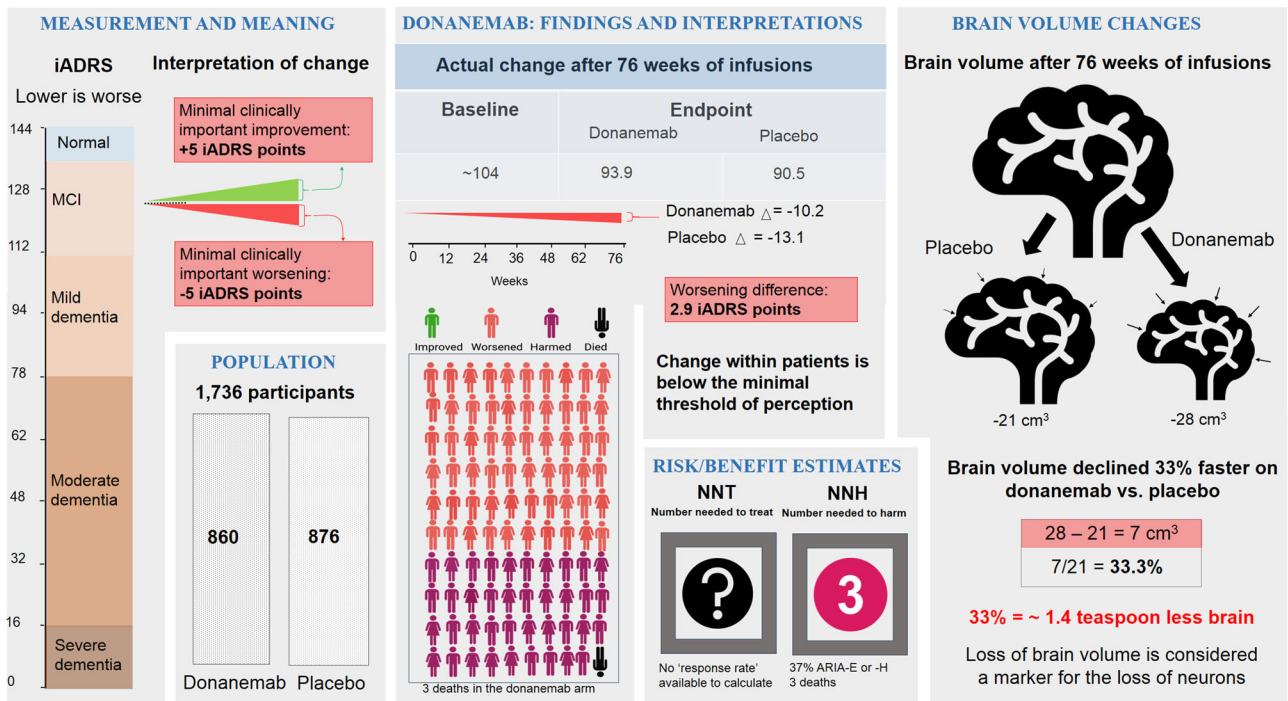 MEASUREMENT AND MEANING
iADRS
Lower is worse
144
128
112
94
78
62
48
32
16
0
Normal
MCI
Mild
dementia
Moderate
dementia
Severe
dementia
Interpretation of change
Minimal clinically
important improvement:
+5 iADRS points
Minimal clinically
important worsening:
-5 iADRS points
POPULATION
1,736 participants
860
876
Donanemab
Placebo
DONANEMAB: FINDINGS AND INTERPRETATIONS
Actual change after 76 weeks of infusions
Baseline
Endpoint
Donanemab
Placebo
~104
93.9
90.5
Donanemab △ = -10.2
Placebo △ = -13.1
0 12 24 36 48 52 76
Weeks
Worsening difference:
2.9 iADRS points
Change within patients is
below the minimal
threshold of perception
Improved Worsened Harmed Died
3 deaths in the donanemab arm
RISK/BENEFIT ESTIMATES
NNT
Number needed to treat
?
No ‘response rate’
available to calculate
NNH
Number needed to harm
3
37% ARIA-E or -H
3 deaths
BRAIN VOLUME CHANGES
Brain volume after 76 weeks of infusions
Placebo
Donanemab
-21 cm³
-28 cm³
Brain volume declined 33% faster on
donanemab vs. placebo
28 – 21 = 7 cm³
7/21 = 33.3%
33% = ~ 1.4 teaspoon less brain
Loss of brain volume is considered
a marker for the loss of neurons